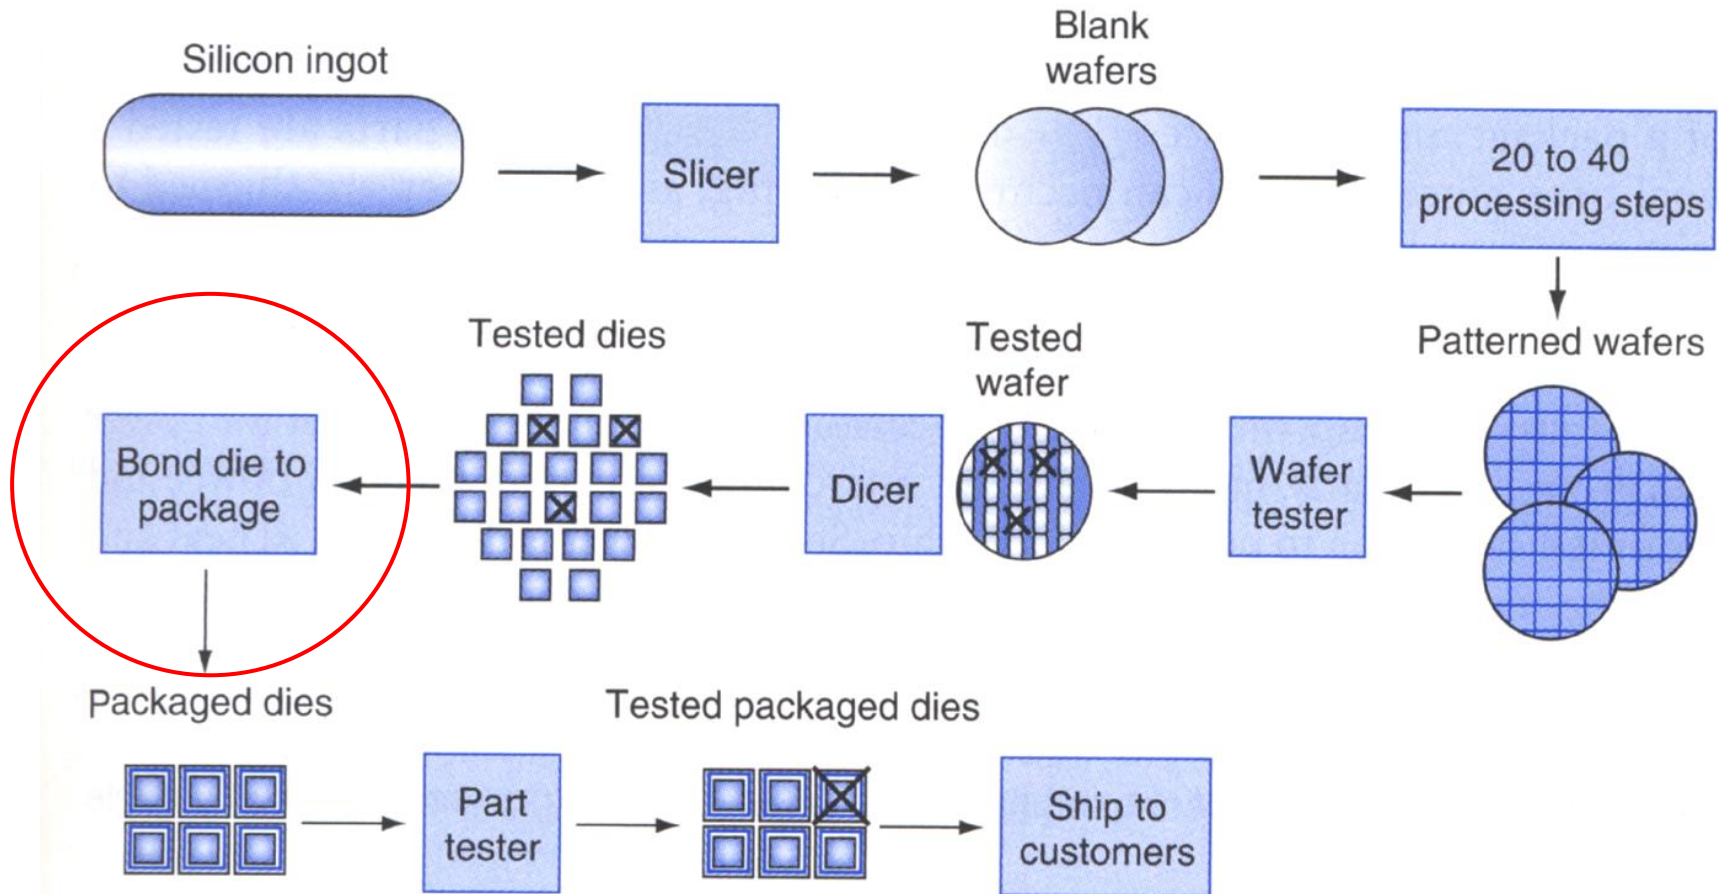 Silicon ingot
Slicer
Blank
wafers
20 to 40
processing steps
Patterned wafers
Wafer
tester
Tested
wafer
Dicer
Tested dies
Bond die to
package
Packaged dies
Part
tester
Tested packaged dies
Ship to
customers